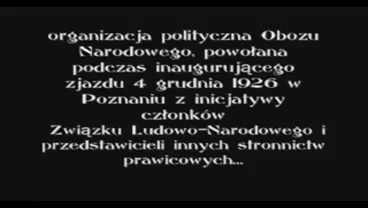 organizacja polityczna Obozu
Narodowego, powołana
podczas inaugurującego
zjazdu 4 grudnia 1926 w
Poznaniu z inicjatywy
członków
Związku Ludowo-Narodowego i
przedstawicieli innych stronnictw
prawicowych...